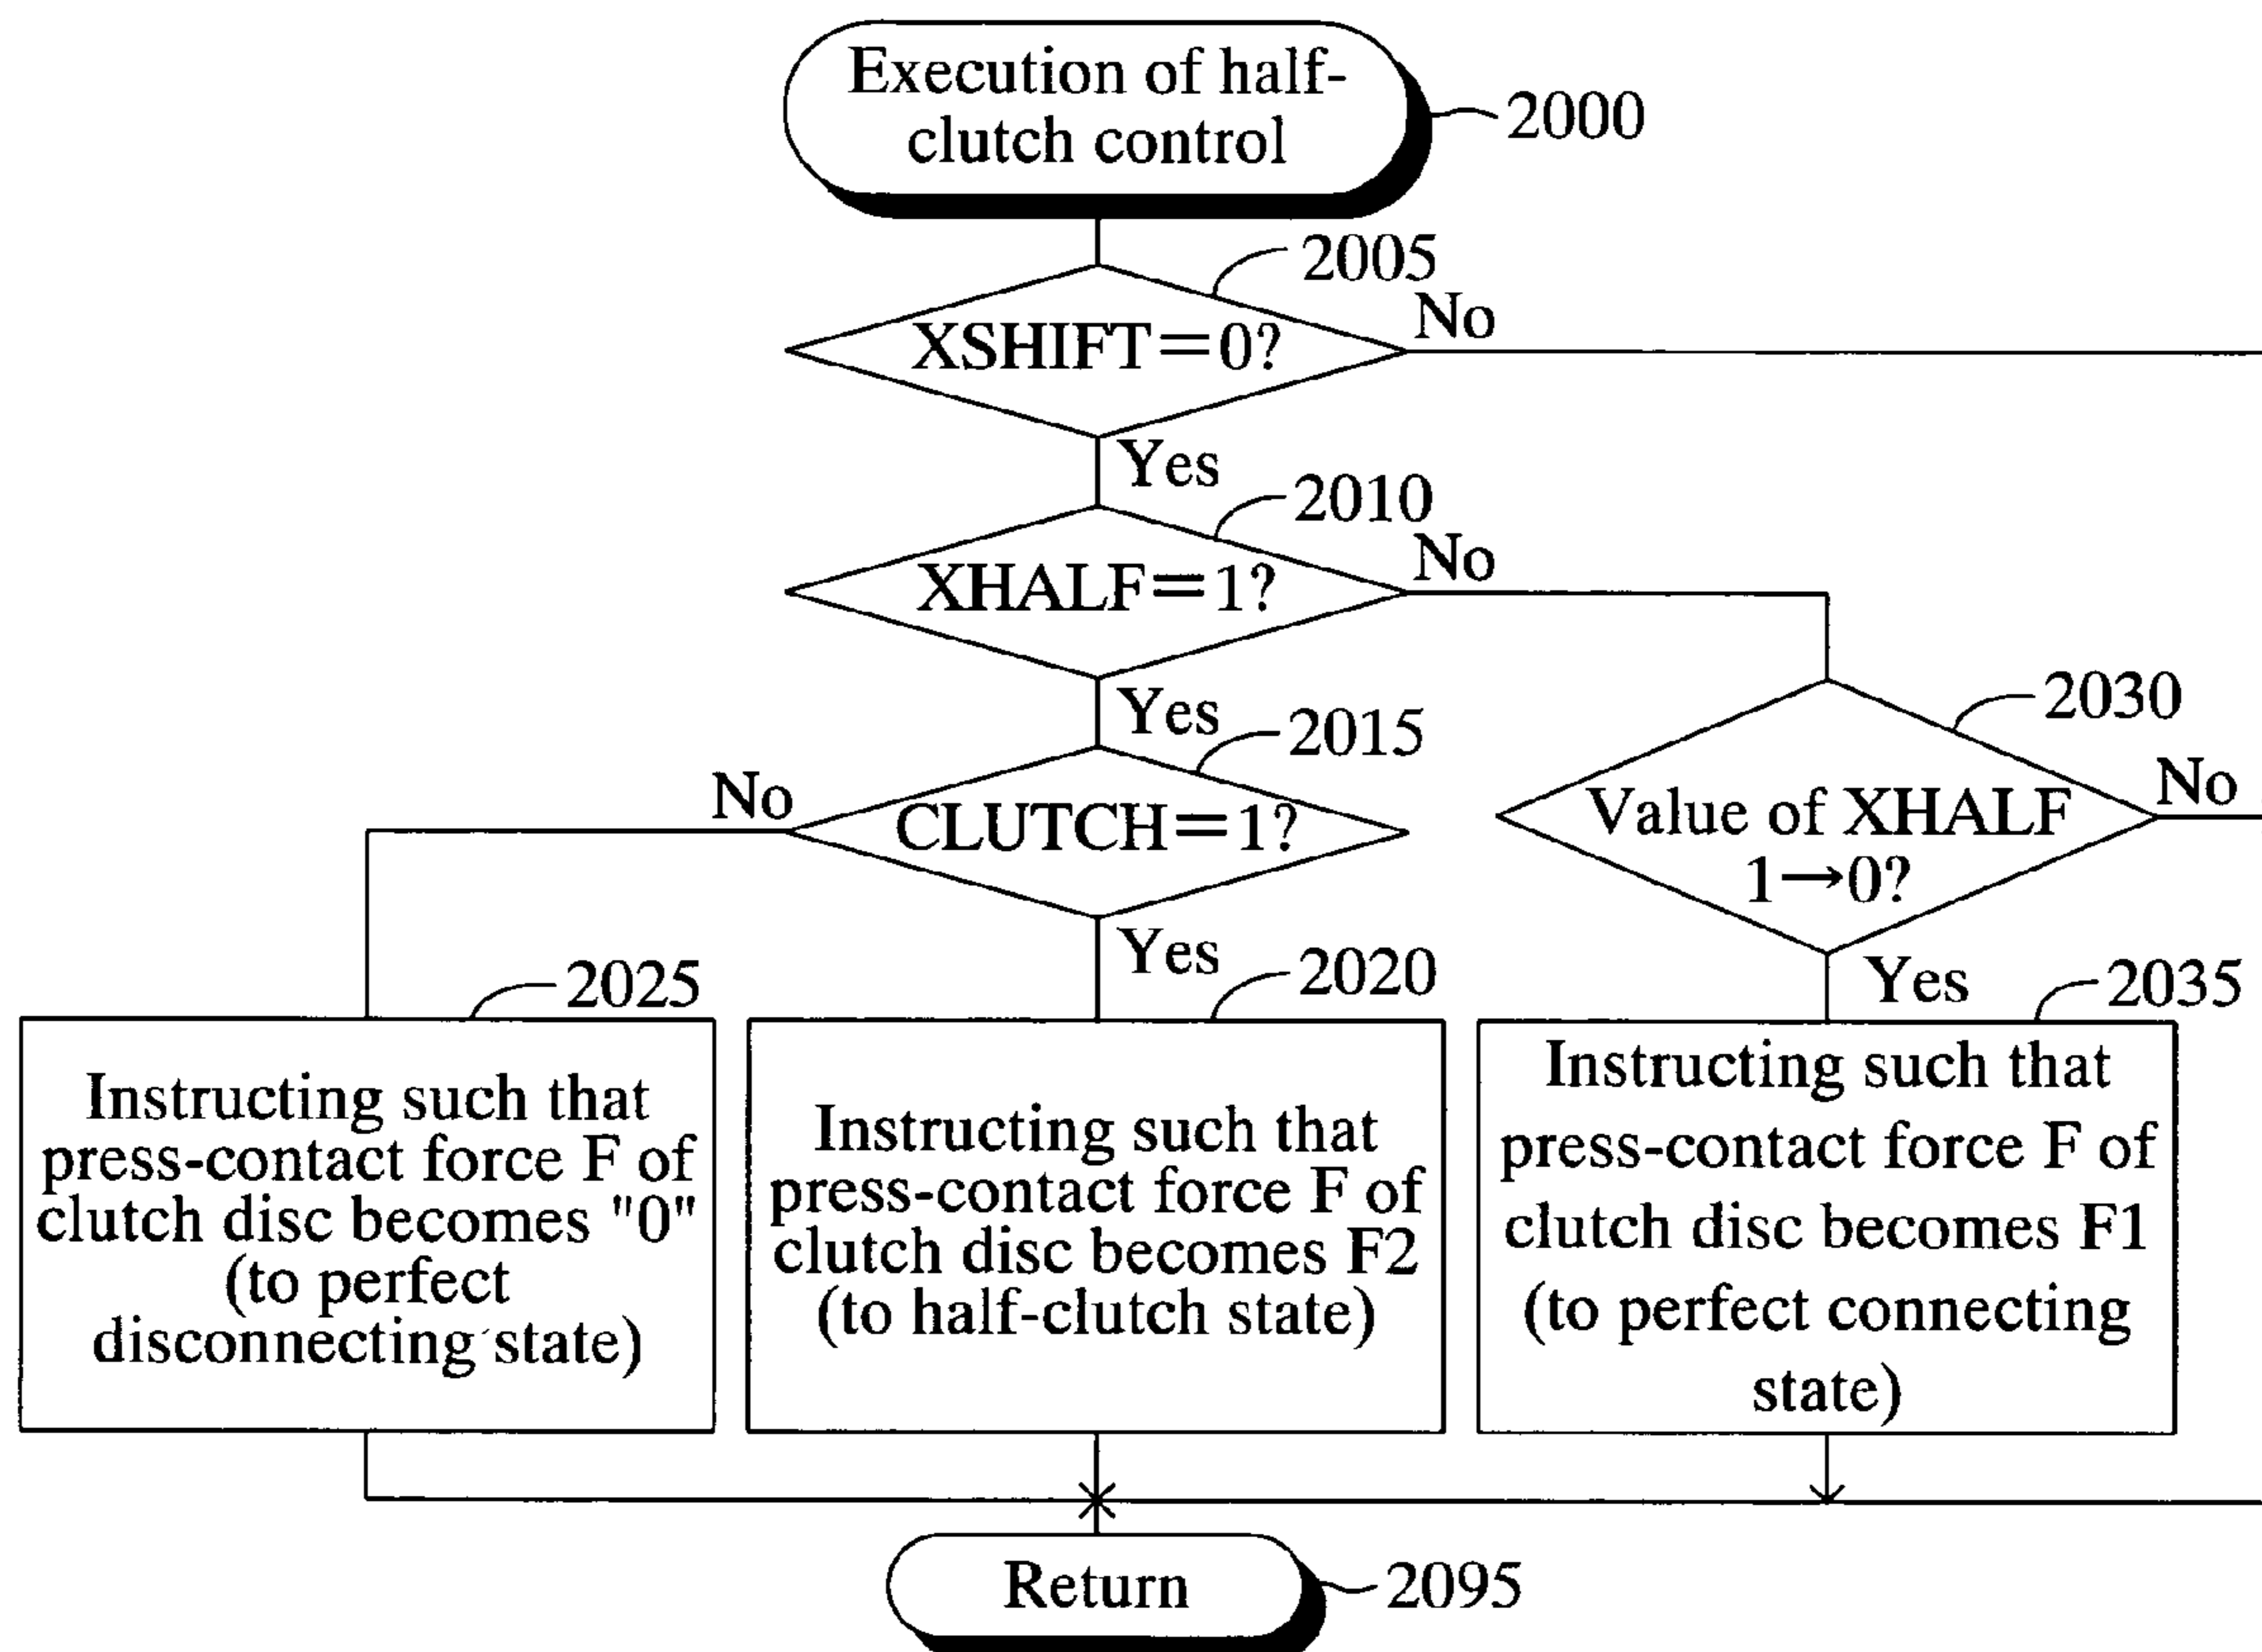 Execution of half-
clutch control
2000
2005
XSHIFT=0?
No
Yes
2010
XHALF=1?
No
Yes
2015
2030
No
CLUTCH=1?
Value of XHALF
1→0?
No
Yes
Yes
2025
2020
2035
Instructing such that
press-contact force F of
clutch disc becomes "0"
(to perfect
disconnecting state)
Instructing such that
press-contact force F of
clutch disc becomes F2
(to half-clutch state)
Instructing such that
press-contact force F of
clutch disc becomes F1
(to perfect connecting
state)
Return
2095